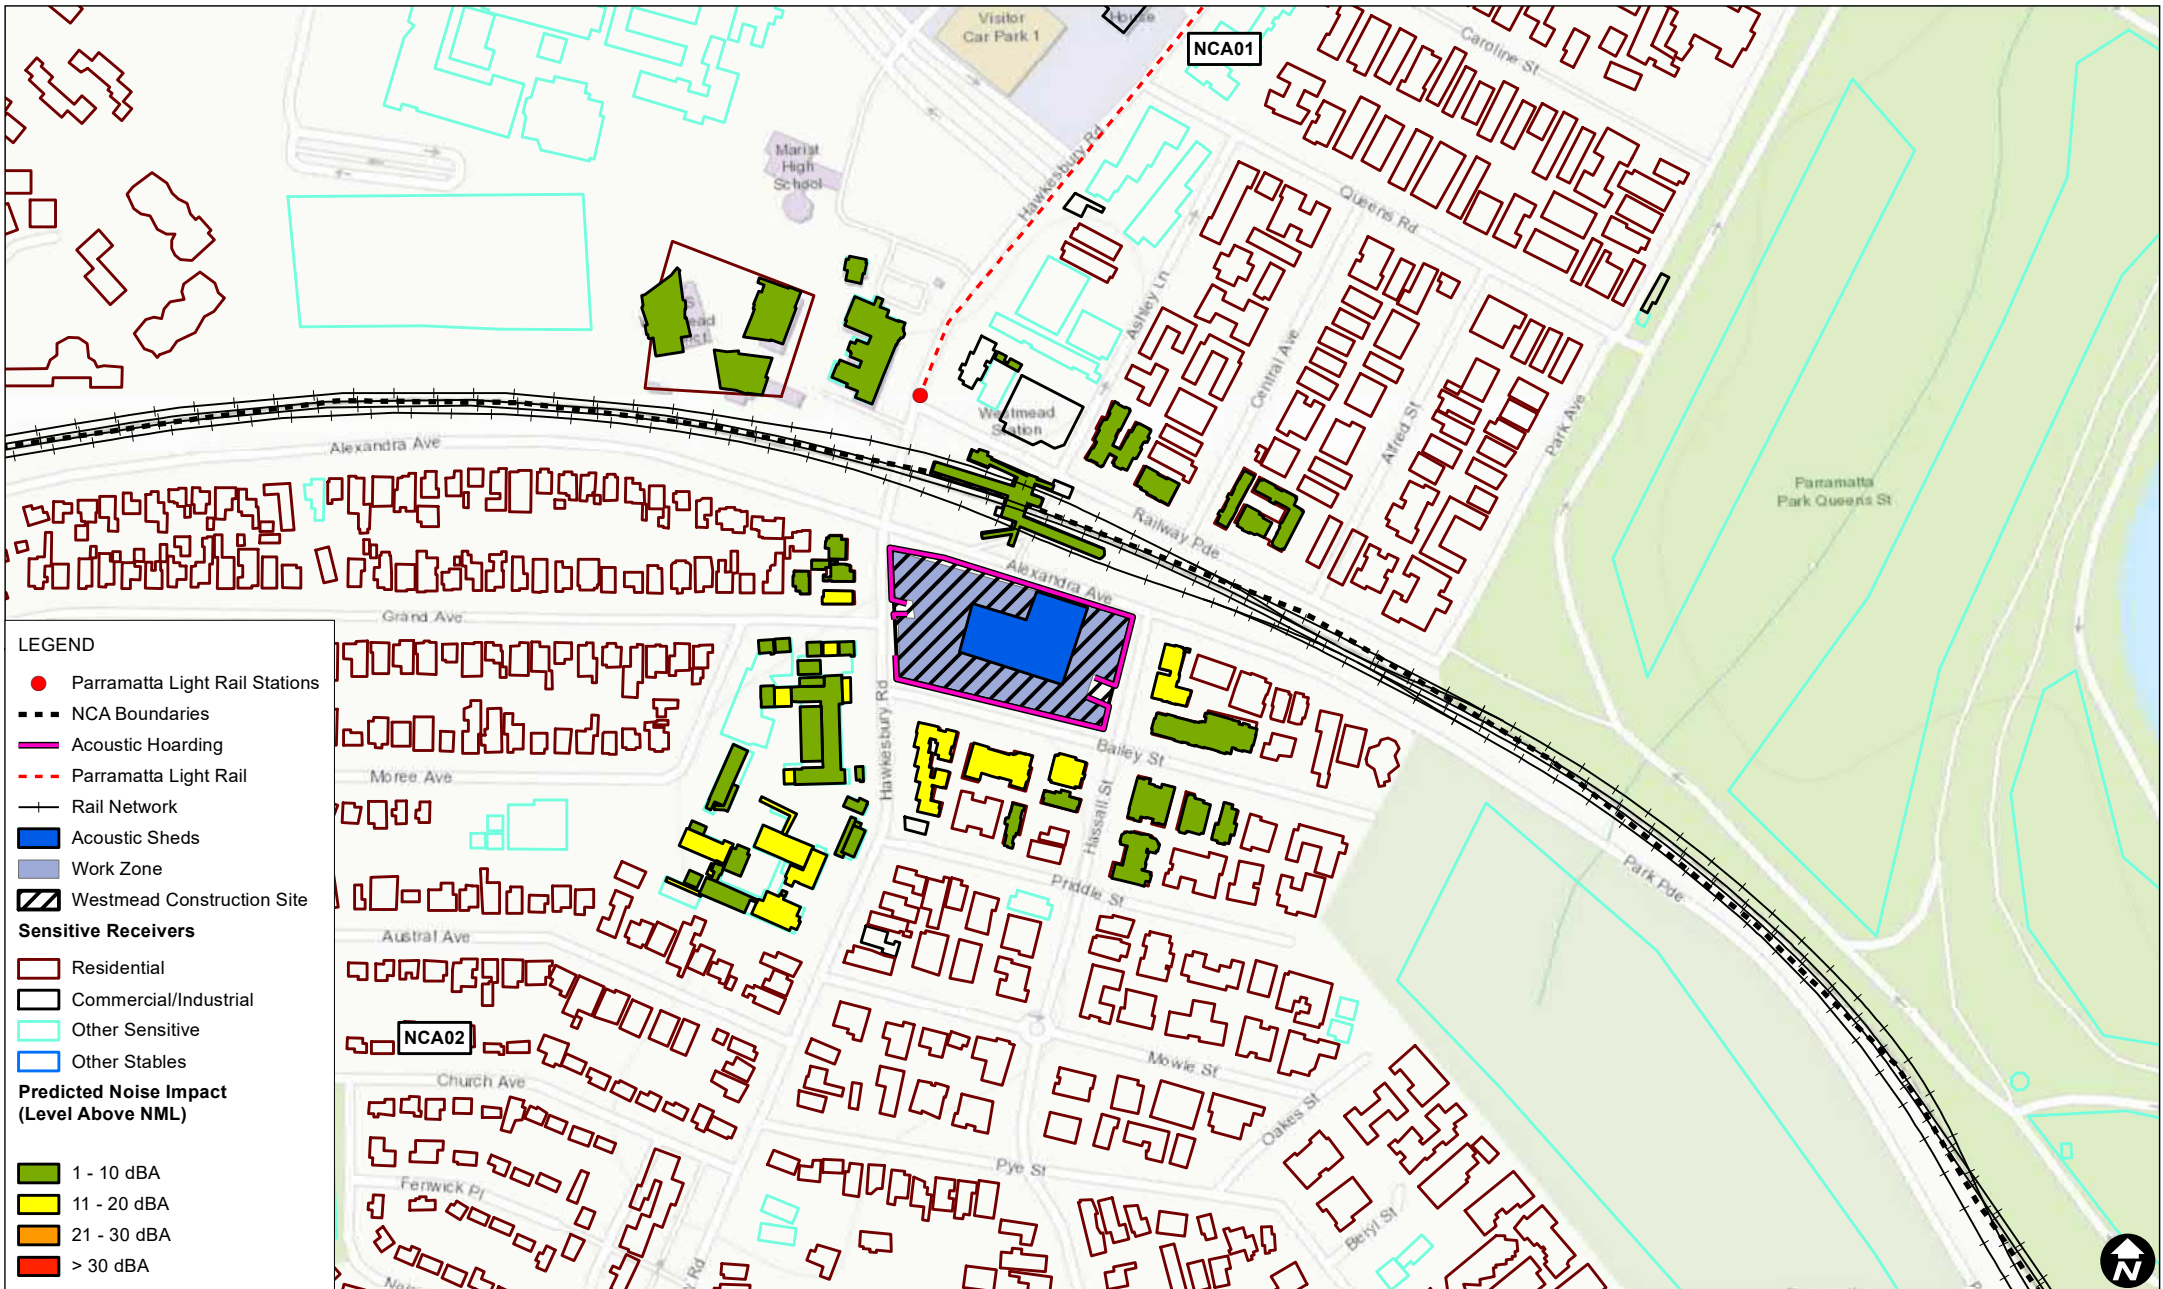 Visitor
Car Park 1
House
NCA01
Caroline St
Marist
High
School
Hawkesbury Rd
Queens Rd
Ashley Ln
Central Ave
Alfred St
Park Ave
Westmead
Station
Alexandra Ave
Parramatta
Park Queens St
Railway Pde
Alexandra Ave
Grand Ave
Hawkesbury Rd
Bailey St
Moree Ave
Hassall St
Priddle St
Park Pde
Austral Ave
NCA02
Church Ave
Mowle St
Oakes St
Pye St
Fenwick Pl
Beryl St
LEGEND
Parramatta Light Rail Stations
NCA Boundaries
Acoustic Hoarding
Parramatta Light Rail
Rail Network
Acoustic Sheds
Work Zone
Westmead Construction Site
Sensitive Receivers
Residential
Commercial/Industrial
Other Sensitive
Other Stables
Predicted Noise Impact
(Level Above NML)
1 - 10 dBA
11 - 20 dBA
21 - 30 dBA
> 30 dBA
N